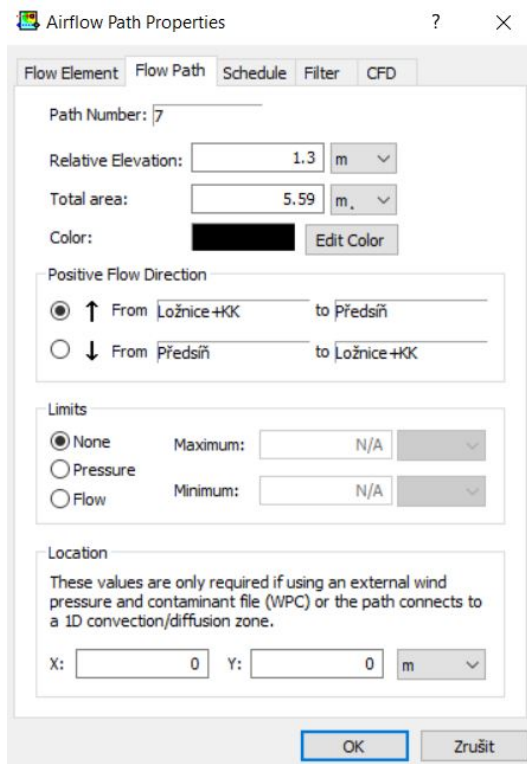 Airflow Path Properties ?
Flow Element Flow Path Schedule Filter CFD
Path Number: 7
Relative Elevation: 1.3 m
Total area: 5.59 m
Color: Edit Color
Positive Flow Direction
↑ From Ložnice+KK to Předsíň
↓ From Předsíň to Ložnice+KK
Limits
None Maximum: N/A
Pressure
Flow Minimum: N/A
Location
These values are only required if using an external wind
pressure and contaminant file (WPC) or the path connects to
a 1D convection/diffusion zone.
X: 0 Y: 0 m
OK Zrušit